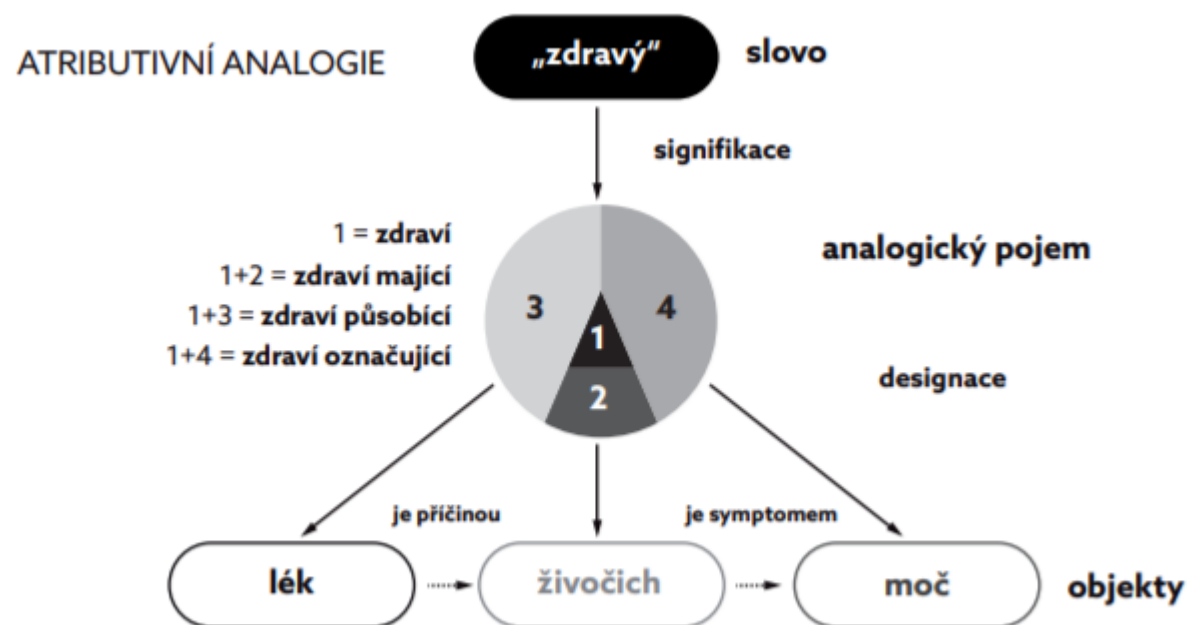 ATRIBUTIVNÍ ANALOGIE
„zdravý“
slovo
signifikace
1 = zdraví
1+2 = zdraví mající
1+3 = zdraví působící
1+4 = zdraví označující
3
4
1
2
analogický pojem
designace
je příčinou
je symptomem
lék
živočich
moč
objekty